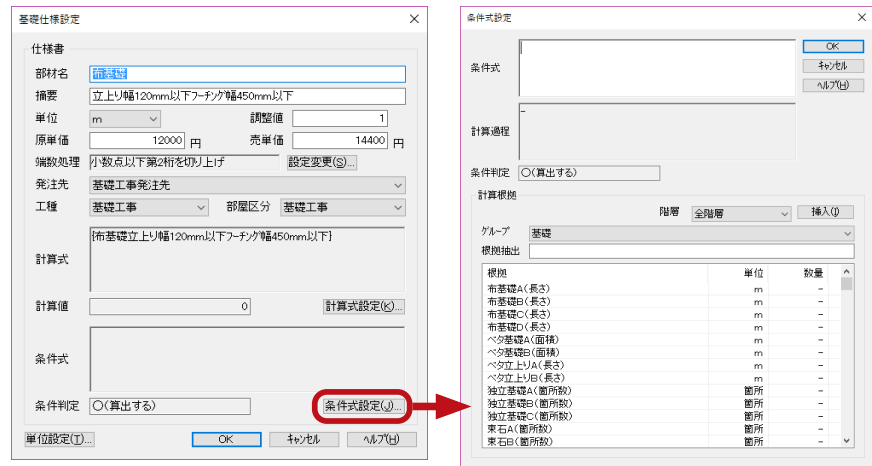 基礎仕様設定
仕様書
部材名 布基礎
摘要 立上り幅120mm以下フーチング幅450mm以下
単位 m 調整値 1
原単価 12000 円 売単価 14400 円
端数処理 小数点以下第2桁を切り上げ 設定変更(S)...
発注先 基礎工事発注先
工種 基礎工事 部屋区分 基礎工事
計算式 {布基礎立上り幅120mm以下フーチング幅450mm以下}
計算値 0 計算式設定(K)...
条件式
条件判定 〇(算出する) 条件式設定(J)...
単位設定(T)... OK キャンセル ヘルプ(H)
条件式設定
条件式
OK
キャンセル
ヘルプ(H)
計算過程 -
条件判定 〇(算出する)
計算根拠
階層 全階層 挿入(I)
グループ 基礎
根拠抽出
根拠 単位 数量
布基礎A(長さ) m -
布基礎B(長さ) m -
布基礎C(長さ) m -
布基礎D(長さ) m -
ベタ基礎A(面積) m -
ベタ基礎B(面積) m -
ベタ立上りA(長さ) m -
ベタ立上りB(長さ) m -
独立基礎A(箇所数) 箇所 -
独立基礎B(箇所数) 箇所 -
独立基礎C(箇所数) 箇所 -
束石A(箇所数) 箇所 -
束石B(箇所数) 箇所 -